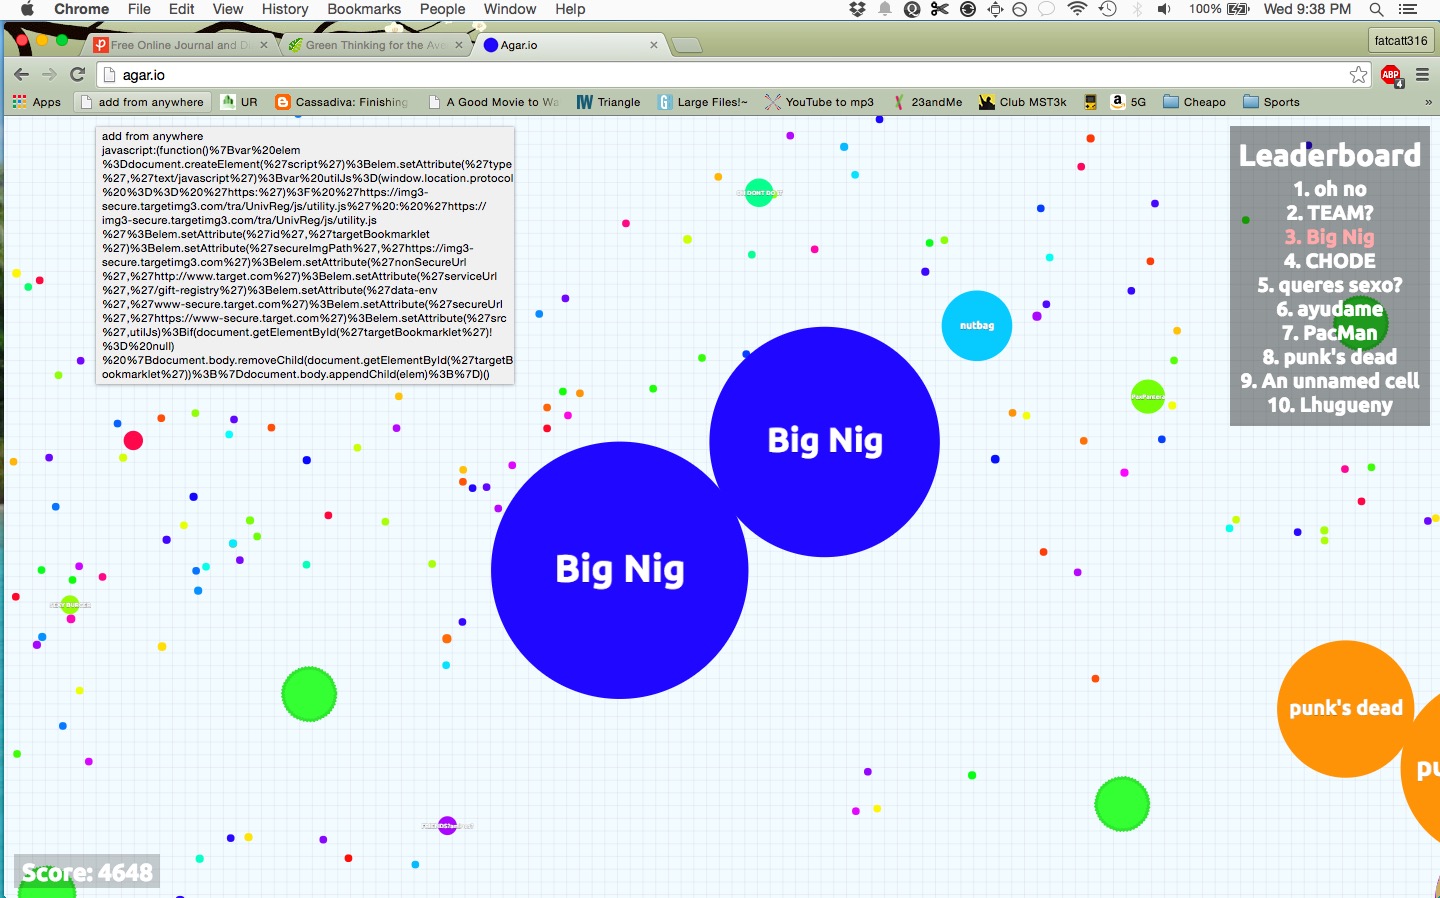 Chrome File Edit View History Bookmarks People Window Help 100% Wed 9:38 PM
Free Online Journal and Di Green Thinking for the Ave Agar.io fatcatt316
agar.io ABP 4
Apps add from anywhere UR Cassadiva: Finishing A Good Movie to Wa Triangle Large Files!~ YouTube to mp3 23andMe Club MST3k 5G Cheapo Sports »
add from anywhere
javascript:(function()%7Bvar%20elem
%3Ddocument.createElement(%27script%27)%3Belem.setAttribute(%27type
%27,%27text/javascript%27)%3Bvar%20utilJs%3D(window.location.protocol
%20%3D%3D%20%27https:%27)%3F%20%27https://img3-
secure.targetimg3.com/tra/UnivReg/js/utility.js%27%20:%20%27https://
img3-secure.targetimg3.com/tra/UnivReg/js/utility.js
%27%3Belem.setAttribute(%27id%27,%27targetBookmarklet
%27)%3Belem.setAttribute(%27secureImgPath%27,%27https://img3-
secure.targetimg3.com%27)%3Belem.setAttribute(%27nonSecureUrl
%27,%27http://www.target.com%27)%3Belem.setAttribute(%27serviceUrl
%27,%27/gift-registry%27)%3Belem.setAttribute(%27data-env
%27,%27www-secure.target.com%27)%3Belem.setAttribute(%27secureUrl
%27,%27https://www-secure.target.com%27)%3Belem.setAttribute(%27src
%27,utilJs)%3Bif(document.getElementById(%27targetBookmarklet%27)!
%3D%20null)
%20%7Bdocument.body.removeChild(document.getElementById(%27targetB
ookmarklet%27))%3B%7Ddocument.body.appendChild(elem)%3B%7D)()
Leaderboard
1. oh no
2. TEAM?
3. Big Nig
4. CHODE
5. queres sexo?
6. ayudame
7. PacMan
8. punk's dead
9. An unnamed cell
10. Lhugueny
nutbag
Big Nig
Big Nig
punk's dead
pu
Score: 4648